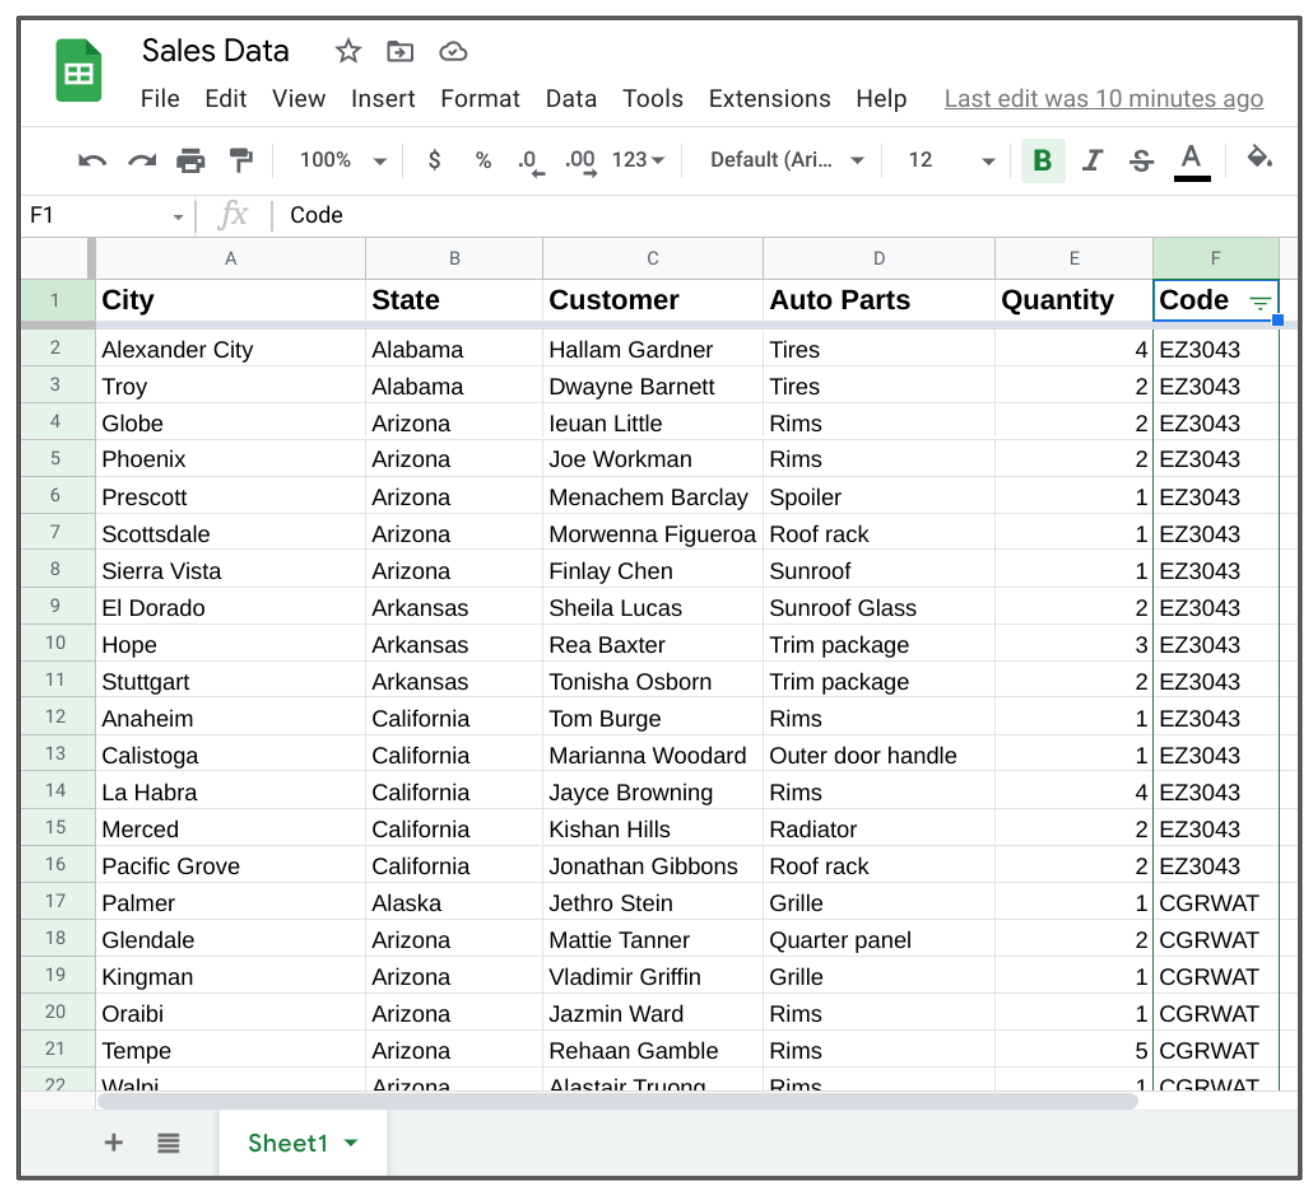 Sales Data
File Edit View Insert Format Data Tools Extensions Help Last edit was 10 minutes ago
100% $ % .0 .00 123 Default (Ari... 12 B I S A
F1 fx Code
A B C D E F
1 City State Customer Auto Parts Quantity Code
2 Alexander City Alabama Hallam Gardner Tires 4 EZ3043
3 Troy Alabama Dwayne Barnett Tires 2 EZ3043
4 Globe Arizona Ieuan Little Rims 2 EZ3043
5 Phoenix Arizona Joe Workman Rims 2 EZ3043
6 Prescott Arizona Menachem Barclay Spoiler 1 EZ3043
7 Scottsdale Arizona Morwenna Figueroa Roof rack 1 EZ3043
8 Sierra Vista Arizona Finlay Chen Sunroof 1 EZ3043
9 El Dorado Arkansas Sheila Lucas Sunroof Glass 2 EZ3043
10 Hope Arkansas Rea Baxter Trim package 3 EZ3043
11 Stuttgart Arkansas Tonisha Osborn Trim package 2 EZ3043
12 Anaheim California Tom Burge Rims 1 EZ3043
13 Calistoga California Marianna Woodard Outer door handle 1 EZ3043
14 La Habra California Jayce Browning Rims 4 EZ3043
15 Merced California Kishan Hills Radiator 2 EZ3043
16 Pacific Grove California Jonathan Gibbons Roof rack 2 EZ3043
17 Palmer Alaska Jethro Stein Grille 1 CGRWAT
18 Glendale Arizona Mattie Tanner Quarter panel 2 CGRWAT
19 Kingman Arizona Vladimir Griffin Grille 1 CGRWAT
20 Oraibi Arizona Jazmin Ward Rims 1 CGRWAT
21 Tempe Arizona Rehaan Gamble Rims 5 CGRWAT
22 Walpi Arizona Alastair Truong Rims 1 CGRWAT
Sheet1